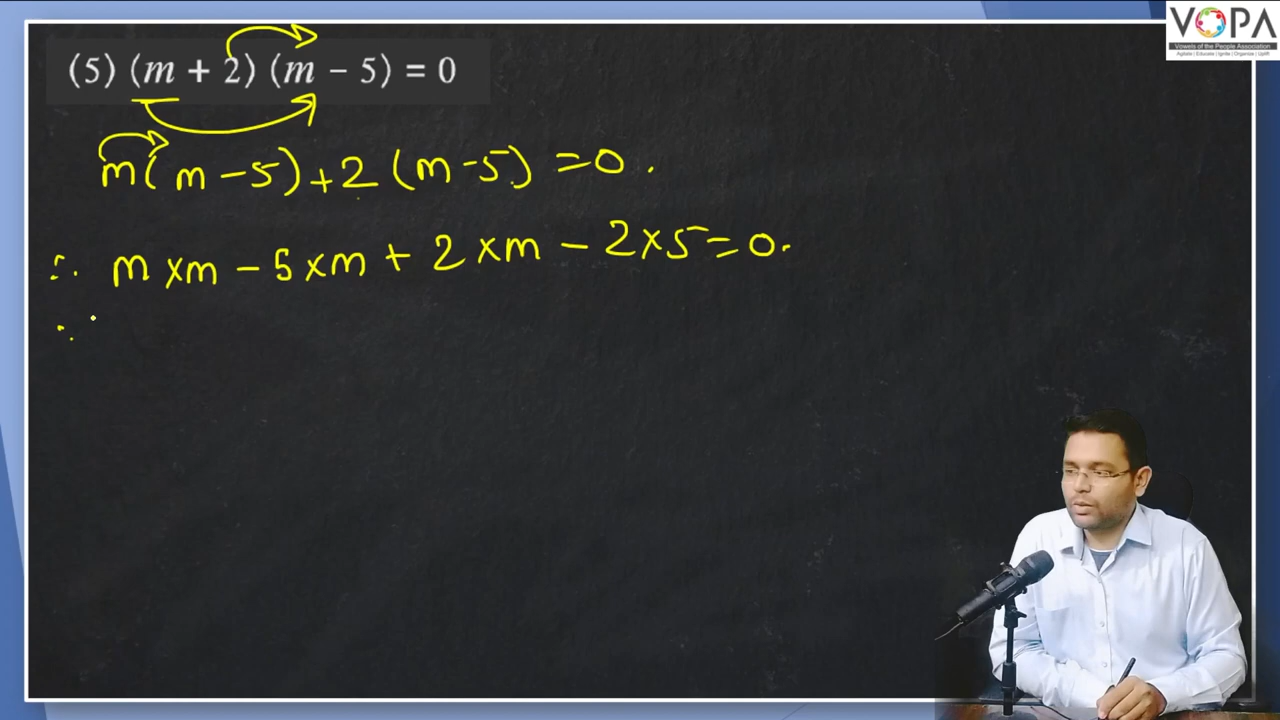 VOPA
Vowels of the People Association
Agitate | Educate | Ignite | Organize | Uplift
(5) (m + 2) (m − 5) = 0
m(m-5)+2(m-5)=0.
∴ m×m - 5×m + 2×m - 2×5=0.